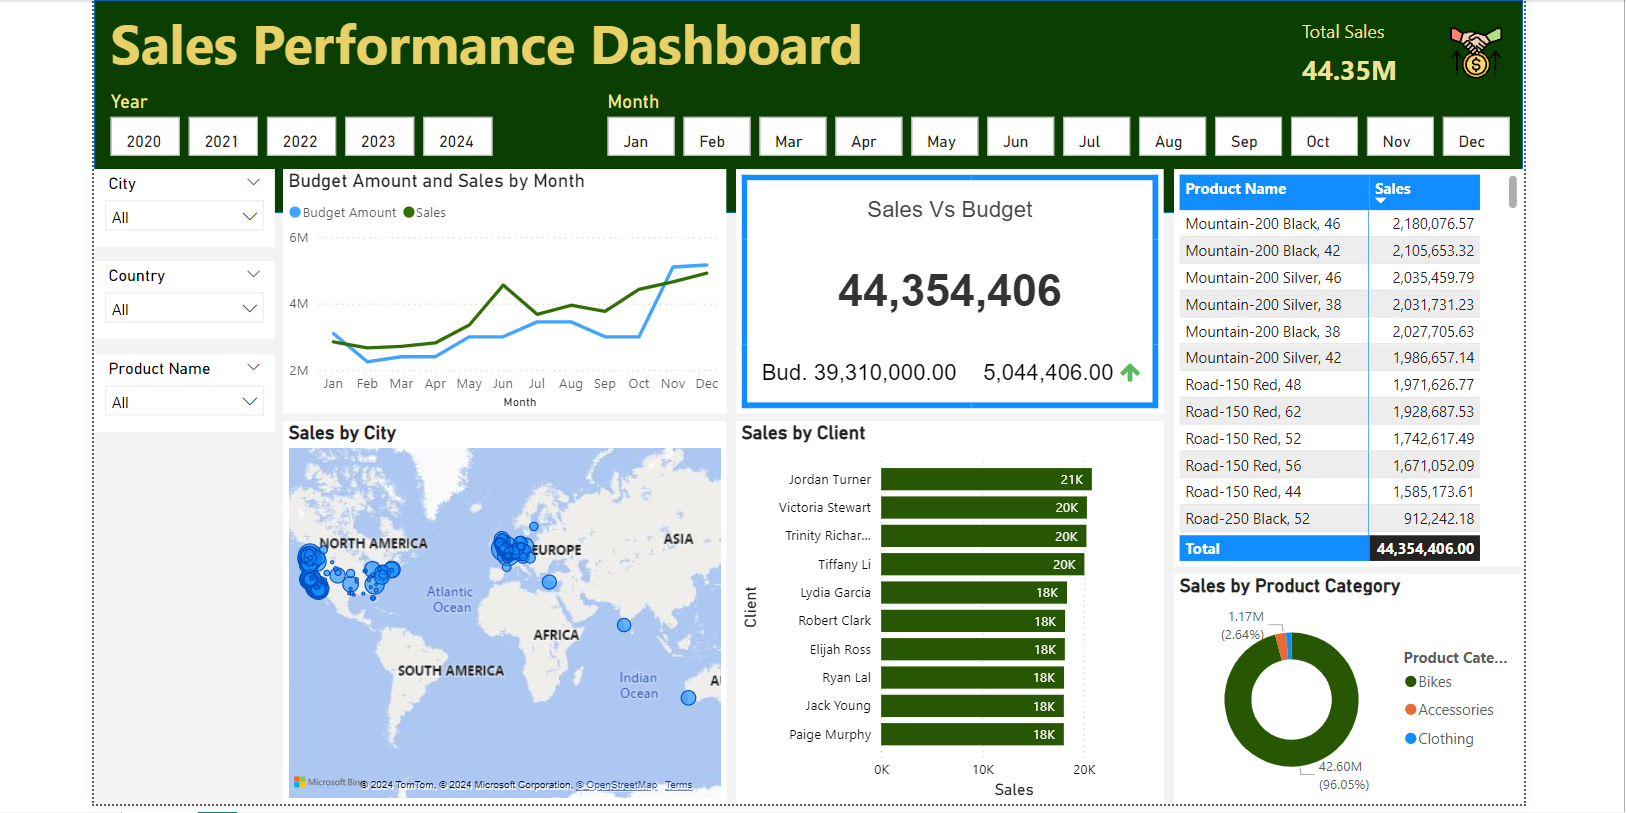 Sales Performance Dashboard
Total Sales
44.35M
Year
Month
2020 2021 2022 2023 2024
Jan Feb Mar Apr May Jun Jul Aug Sep Oct Nov Dec
City
All
Country
All
Product Name
All
Budget Amount and Sales by Month
Budget Amount Sales
6M
4M
2M
Jan Feb Mar Apr May Jun Jul Aug Sep Oct Nov Dec
Month
Sales Vs Budget
44,354,406
Bud. 39,310,000.00 5,044,406.00
Product Name Sales
Mountain-200 Black, 46 2,180,076.57
Mountain-200 Black, 42 2,105,653.32
Mountain-200 Silver, 46 2,035,459.79
Mountain-200 Silver, 38 2,031,731.23
Mountain-200 Black, 38 2,027,705.63
Mountain-200 Silver, 42 1,986,657.14
Road-150 Red, 48 1,971,626.77
Road-150 Red, 62 1,928,687.53
Road-150 Red, 52 1,742,617.49
Road-150 Red, 56 1,671,052.09
Road-150 Red, 44 1,585,173.61
Road-250 Black, 52 912,242.18
Total 44,354,406.00
Sales by City
NORTH AMERICA
EUROPE
ASIA
Atlantic
Ocean
AFRICA
SOUTH AMERICA
Indian
Ocean
AU
Microsoft Bing
© 2024 TomTom, © 2024 Microsoft Corporation, © OpenStreetMap Terms
Sales by Client
Client
Jordan Turner 21K
Victoria Stewart 20K
Trinity Richar... 20K
Tiffany Li 20K
Lydia Garcia 18K
Robert Clark 18K
Elijah Ross 18K
Ryan Lal 18K
Jack Young 18K
Paige Murphy 18K
0K 10K 20K
Sales
Sales by Product Category
1.17M
(2.64%)
42.60M
(96.05%)
Product Cate...
Bikes
Accessories
Clothing